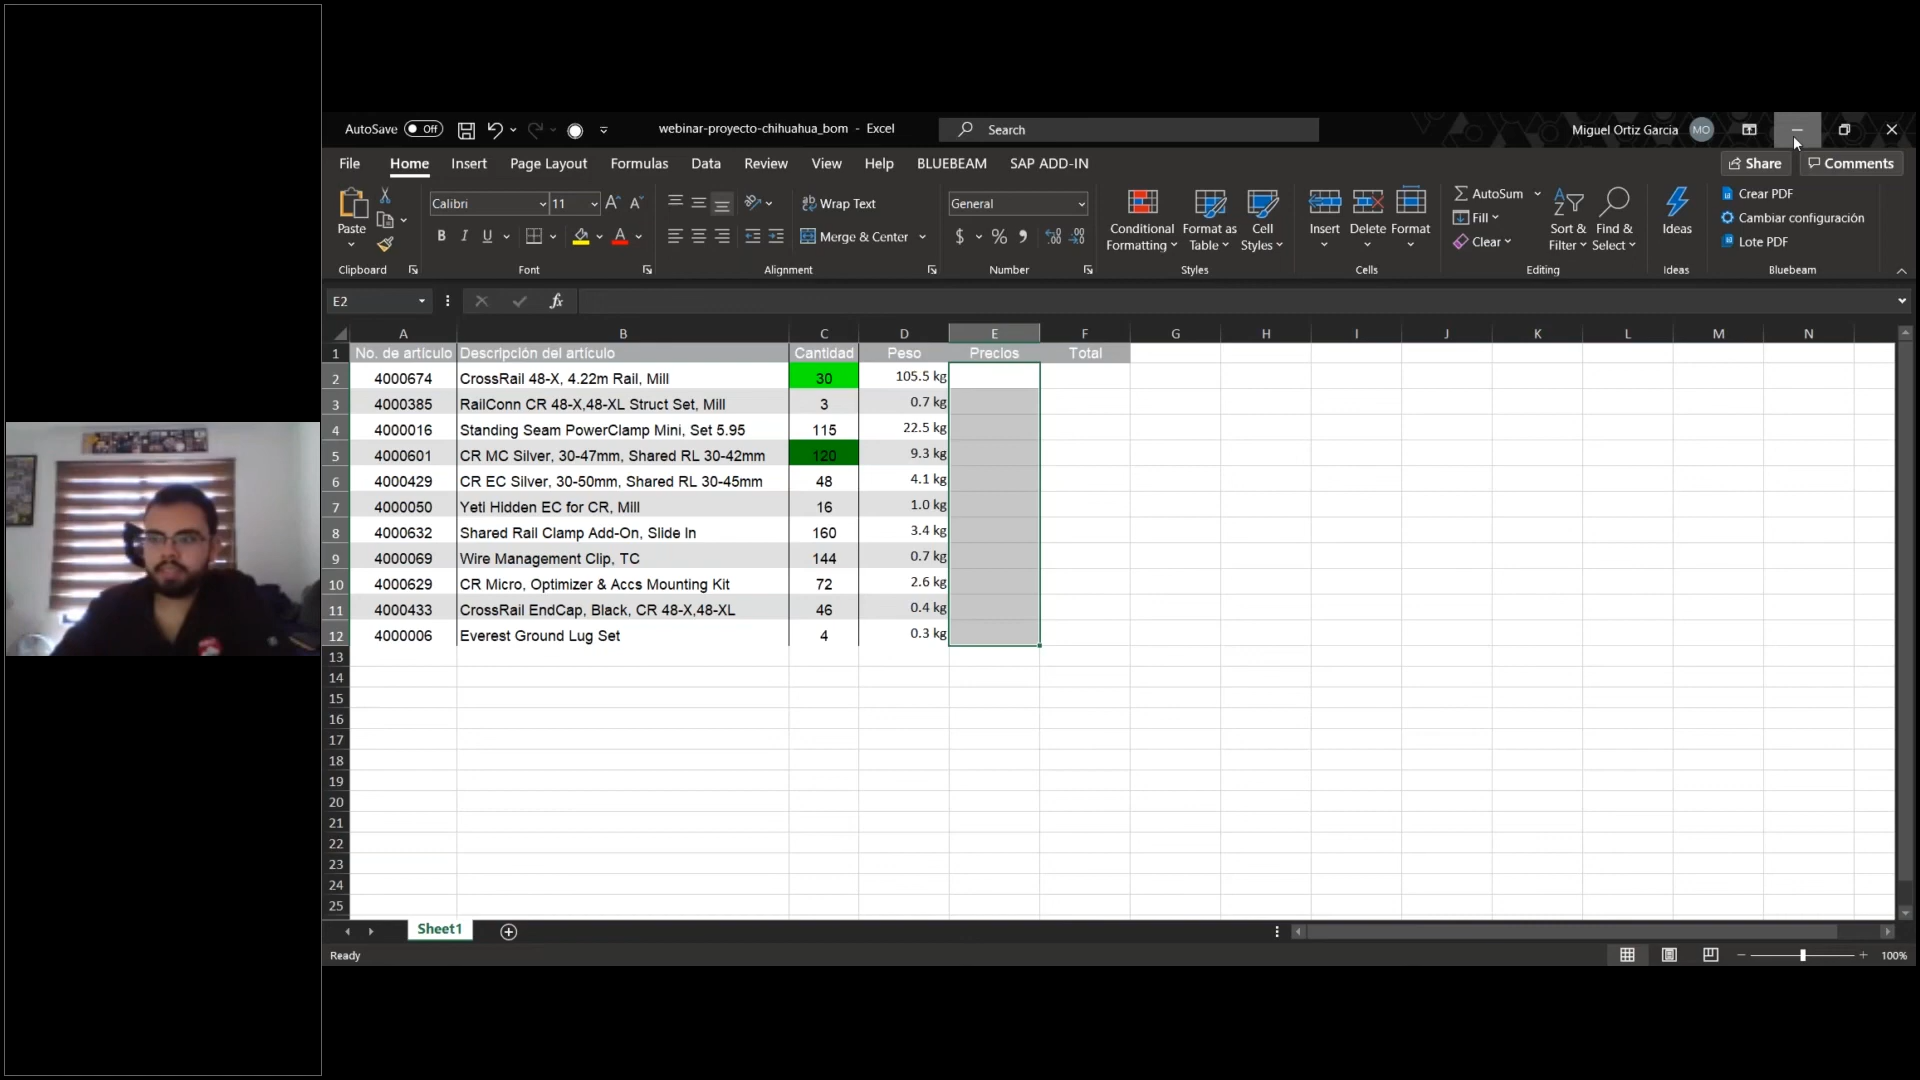 AutoSave Off webinar-proyecto-chihuahua_bom - Excel Search Miguel Ortiz Garcia MO
File Home Insert Page Layout Formulas Data Review View Help BLUEBEAM SAP ADD-IN Share Comments
Paste Calibri 11 A A Wrap Text General Conditional Formatting Format as Table Cell Styles Insert Delete Format AutoSum Sort & Filter Find & Select Ideas Crear PDF
B I U A Merge & Center $ % Fill Cambiar configuración
Clear Lote PDF
Clipboard Font Alignment Number Styles Cells Editing Ideas Bluebeam
E2 fx
A B C D E F G H I J K L M N
1 No. de artículo Descripción del artículo Cantidad Peso Precios Total
2 4000674 CrossRail 48-X, 4.22m Rail, Mill 30 105.5 kg
3 4000385 RailConn CR 48-X,48-XL Struct Set, Mill 3 0.7 kg
4 4000016 Standing Seam PowerClamp Mini, Set 5.95 115 22.5 kg
5 4000601 CR MC Silver, 30-47mm, Shared RL 30-42mm 120 9.3 kg
6 4000429 CR EC Silver, 30-50mm, Shared RL 30-45mm 48 4.1 kg
7 4000050 Yeti Hidden EC for CR, Mill 16 1.0 kg
8 4000632 Shared Rail Clamp Add-On, Slide In 160 3.4 kg
9 4000069 Wire Management Clip, TC 144 0.7 kg
10 4000629 CR Micro, Optimizer & Accs Mounting Kit 72 2.6 kg
11 4000433 CrossRail EndCap, Black, CR 48-X,48-XL 46 0.4 kg
12 4000006 Everest Ground Lug Set 4 0.3 kg
13
14
15
16
17
18
19
20
21
22
23
24
25
Sheet1
Ready 100%